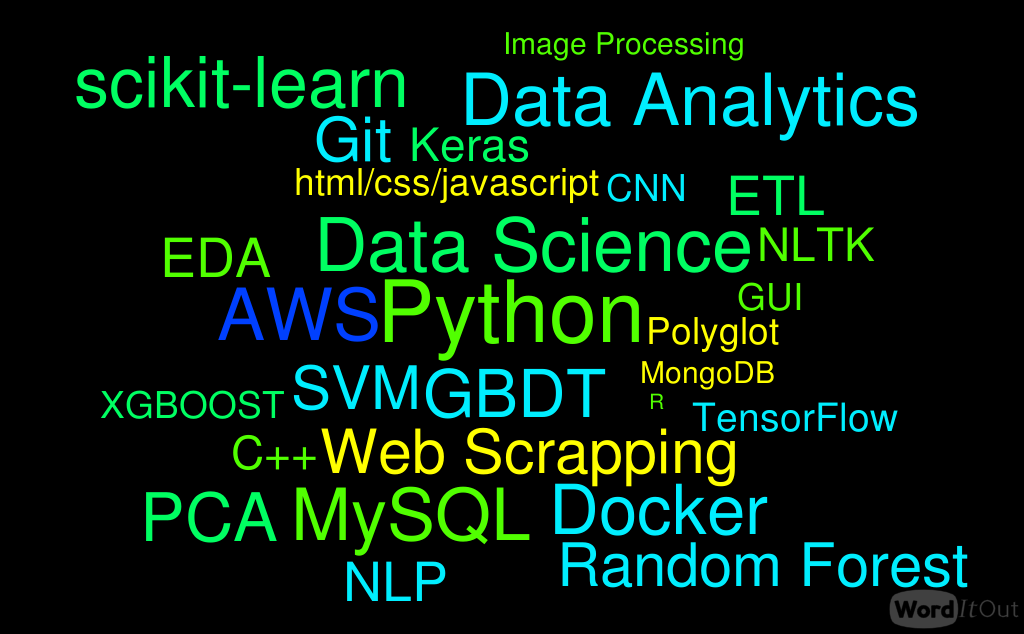 Image Processing
scikit-learn
Data Analytics
Git
Keras
html/css/javascript
CNN
ETL
EDA
Data Science
NLTK
AWS
Python
GUI
Polyglot
XGBOOST
SVM
GBDT
MongoDB
R
TensorFlow
C++
Web Scrapping
PCA
MySQL
Docker
Random Forest
NLP
WordItOut